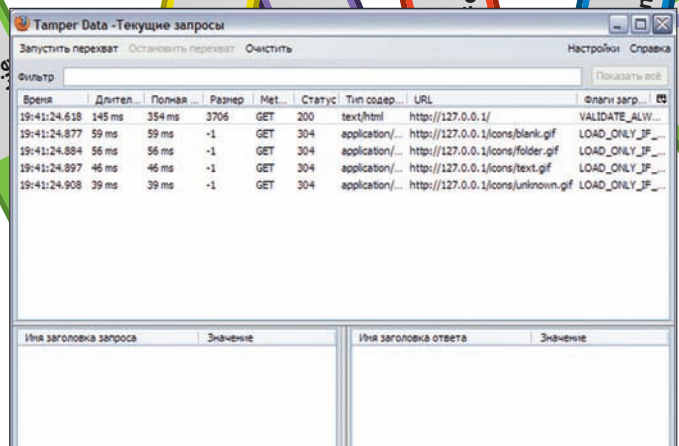 Tamper Data -Текущие запросы
Запустить перехват Остановить перехват Очистить Настройки Справка
Фильтр Показать всё
Время Длител... Полная ... Размер Мет... Статус Тип содер... URL Флаги загр...
19:41:24.618 145 ms 354 ms 3706 GET 200 text/html http://127.0.0.1/ VALIDATE_ALW...
19:41:24.877 59 ms 59 ms -1 GET 304 application/... http://127.0.0.1/icons/blank.gif LOAD_ONLY_IF_...
19:41:24.884 56 ms 56 ms -1 GET 304 application/... http://127.0.0.1/icons/folder.gif LOAD_ONLY_IF_...
19:41:24.897 46 ms 46 ms -1 GET 304 application/... http://127.0.0.1/icons/text.gif LOAD_ONLY_IF_...
19:41:24.908 39 ms 39 ms -1 GET 304 application/... http://127.0.0.1/icons/unknown.gif LOAD_ONLY_IF_...
Имя заголовка запроса Значение Имя заголовка ответа Значение